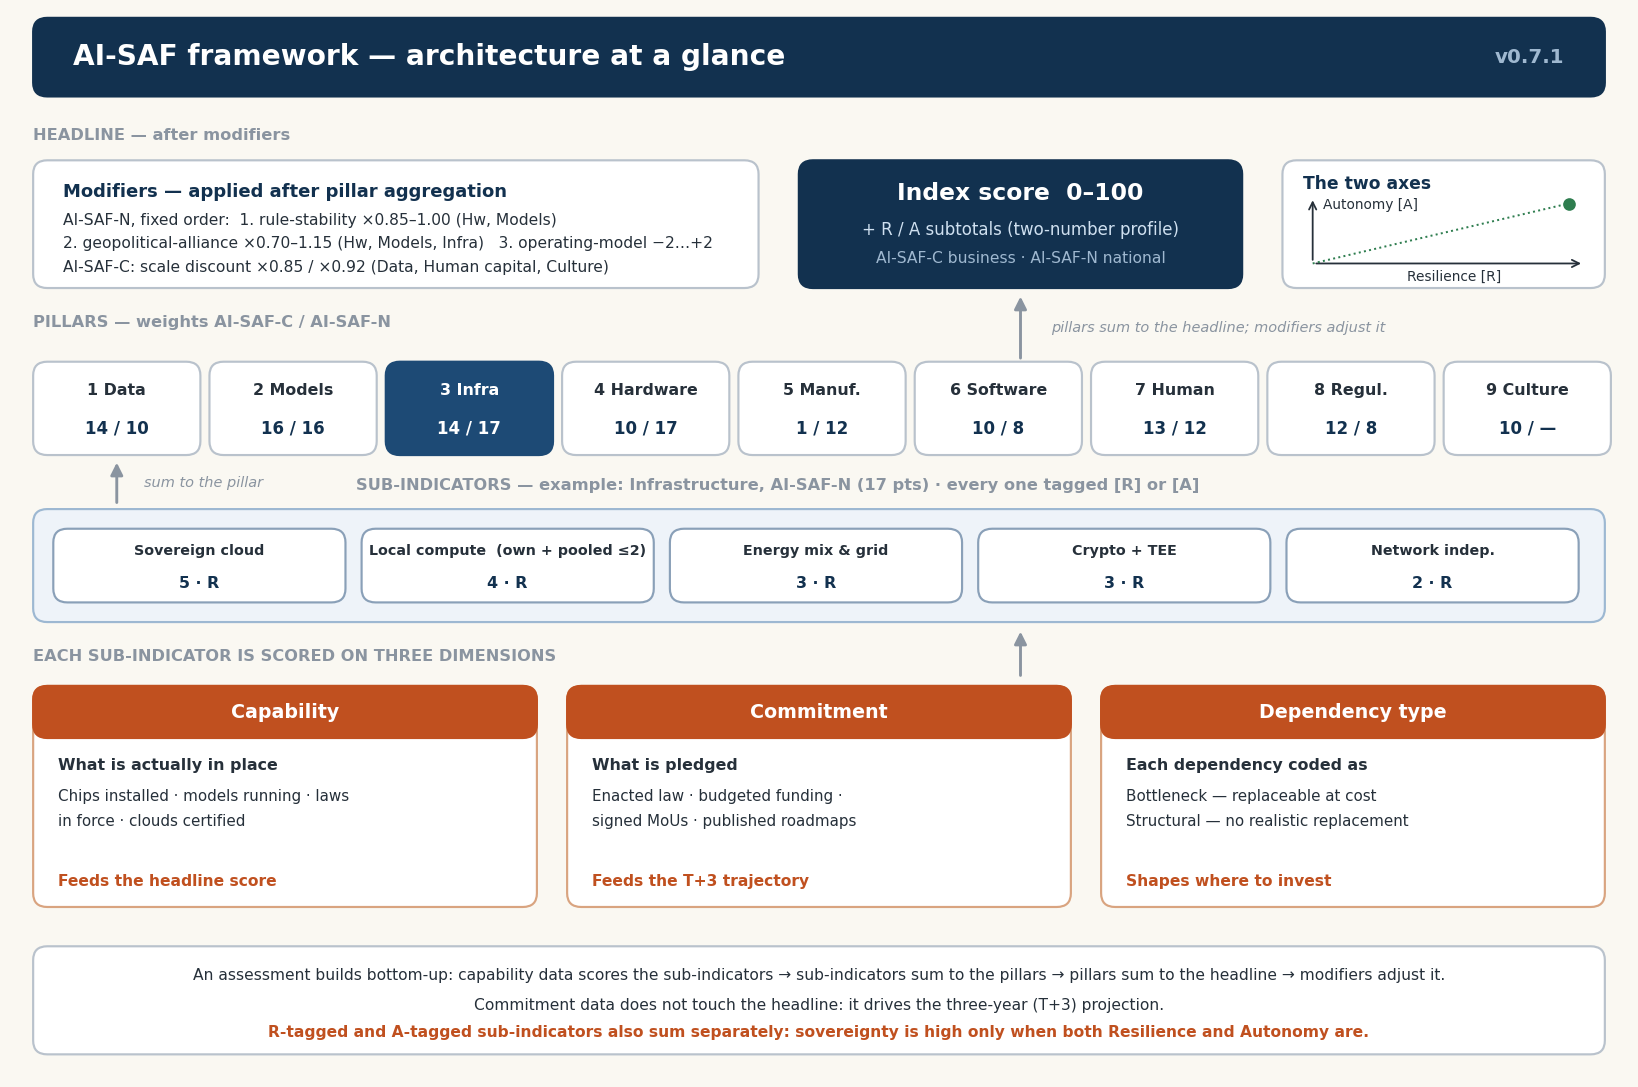 AI-SAF framework — architecture at a glance
v0.7.1
HEADLINE — after modifiers
Modifiers — applied after pillar aggregation
AI-SAF-N, fixed order:  1. rule-stability ×0.85–1.00 (Hw, Models)
2. geopolitical-alliance ×0.70–1.15 (Hw, Models, Infra)   3. operating-model −2…+2
AI-SAF-C: scale discount ×0.85 / ×0.92 (Data, Human capital, Culture)
Index score  0–100
+ R / A subtotals (two-number profile)
AI-SAF-C business · AI-SAF-N national
The two axes
Autonomy [A]
Resilience [R]
PILLARS — weights AI-SAF-C / AI-SAF-N
pillars sum to the headline; modifiers adjust it
1 Data
14 / 10
2 Models
16 / 16
3 Infra
14 / 17
4 Hardware
10 / 17
5 Manuf.
1 / 12
6 Software
10 / 8
7 Human
13 / 12
8 Regul.
12 / 8
9 Culture
10 / —
sum to the pillar
SUB-INDICATORS — example: Infrastructure, AI-SAF-N (17 pts) · every one tagged [R] or [A]
Sovereign cloud
5 · R
Local compute  (own + pooled ≤2)
4 · R
Energy mix & grid
3 · R
Crypto + TEE
3 · R
Network indep.
2 · R
EACH SUB-INDICATOR IS SCORED ON THREE DIMENSIONS
Capability
What is actually in place
Chips installed · models running · laws
in force · clouds certified
Feeds the headline score
Commitment
What is pledged
Enacted law · budgeted funding ·
signed MoUs · published roadmaps
Feeds the T+3 trajectory
Dependency type
Each dependency coded as
Bottleneck — replaceable at cost
Structural — no realistic replacement
Shapes where to invest
An assessment builds bottom-up: capability data scores the sub-indicators → sub-indicators sum to the pillars → pillars sum to the headline → modifiers adjust it.
Commitment data does not touch the headline: it drives the three-year (T+3) projection.
R-tagged and A-tagged sub-indicators also sum separately: sovereignty is high only when both Resilience and Autonomy are.